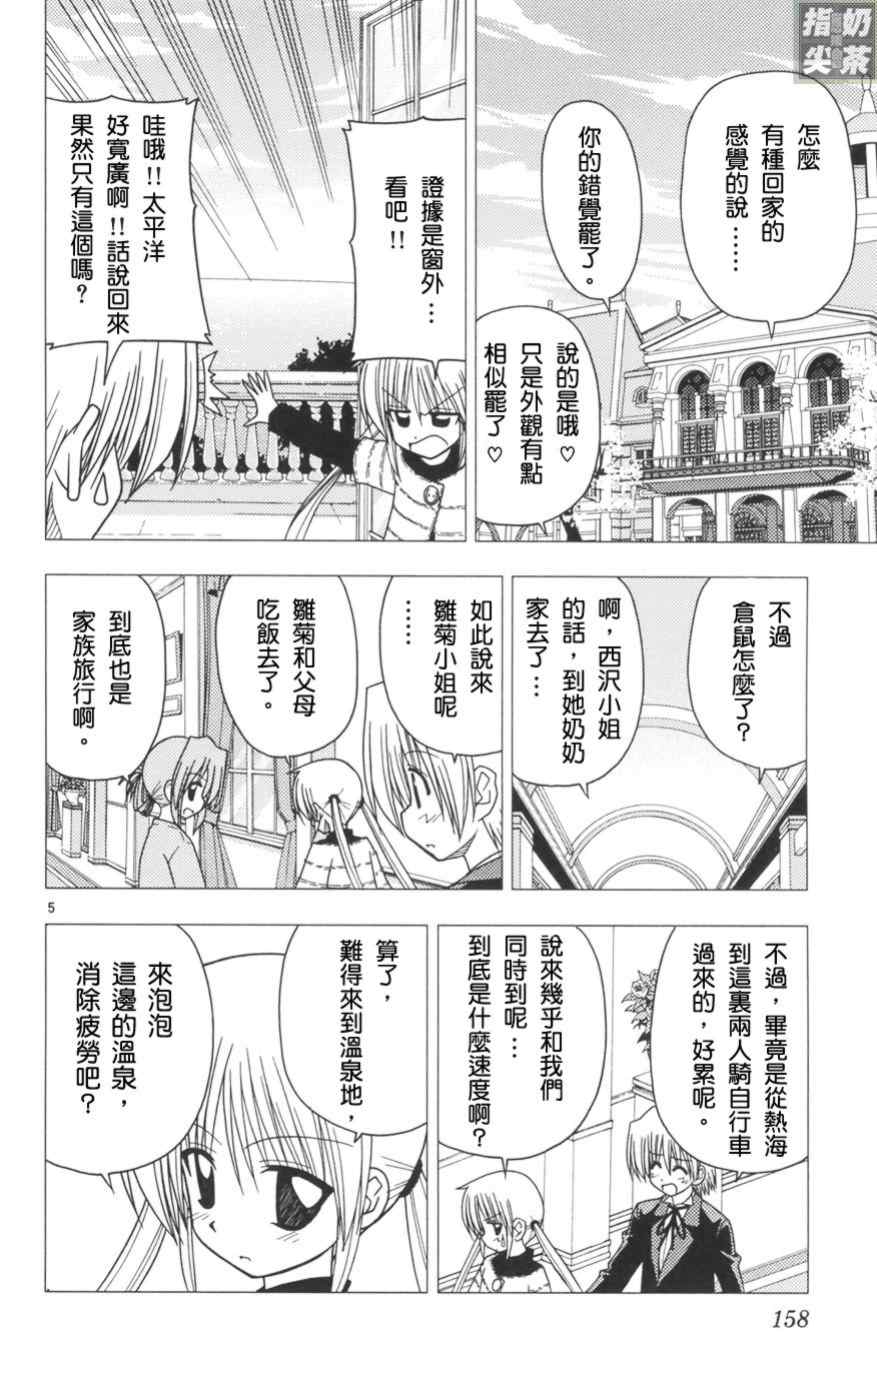 怎麼
有種回家的
感覺的說……
你的錯覺罷了。
說的是哦♡
只是外觀有點
相似罷了♡
證據是窗外…
看吧!!
哇哦!!太平洋
好寬廣啊!!話說回來
果然只有這個嗎?
不過
倉鼠怎麼了?
啊,西沢小姐
的話,到她奶奶
家去了…
如此說來
雛菊小姐呢
……
雛菊和父母
吃飯去了。
到底也是
家族旅行啊。
5
不過,畢竟是從熱海
到這裏兩人騎自行車
過來的,好累呢。
說來幾乎和我們
同時到呢…
到底是什麼速度啊?
算了,
難得來到溫泉地,
來泡泡
這邊的溫泉,
消除疲勞吧?
158
指尖奶茶